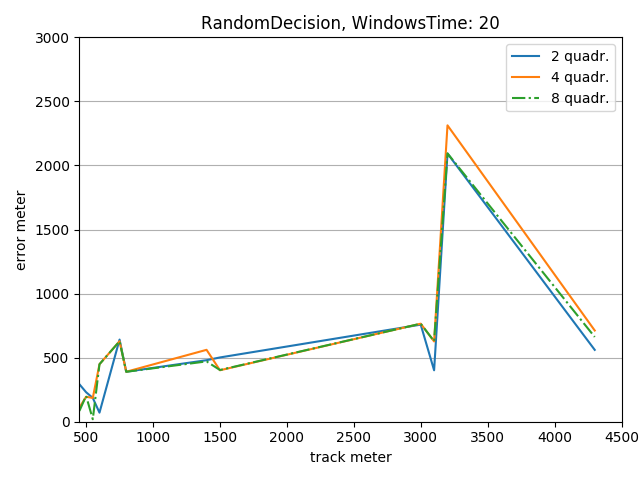 RandomDecision, WindowsTime: 20
3000
2500
2000
1500
1000
500
0
error meter
2 quadr.
4 quadr.
8 quadr.
500 1000 1500 2000 2500 3000 3500 4000 4500
track meter